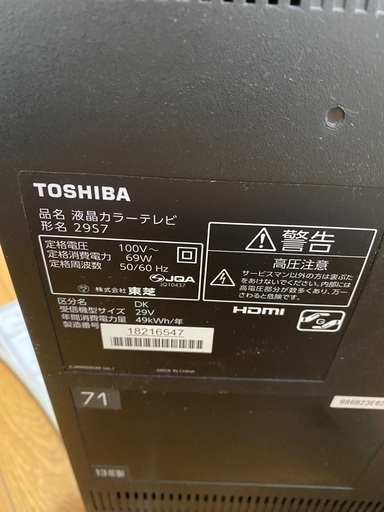 TOSHIBA
品名 液晶カラーテレビ
形名 29S7
定格電圧 100V～
定格消費電力 69W
定格周波数 50/60 Hz
JQA
JQ10437
株式会社 東芝
区分名 DK
受信機型サイズ 29V
年間消費電力量 49kWh/年
製造番号 18216547
MADE IN CHINA
警告
高圧注意
サービスマン以外の方は裏ぶた
をあけないでください。内部には
高電圧部分が数多くあり、万一
さわると危険です。
HDMI
71
13年製